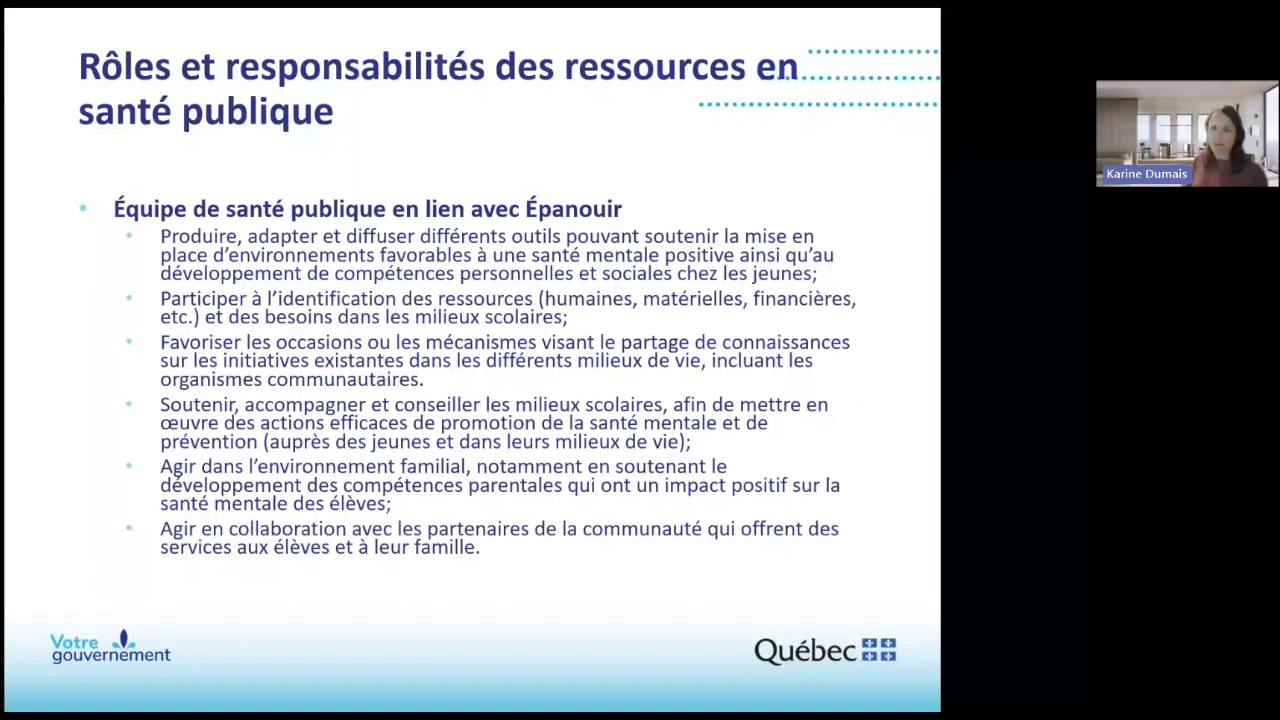 Rôles et responsabilités des ressources en
santé publique
Karine Dumais
• Équipe de santé publique en lien avec Épanouir
• Produire, adapter et diffuser différents outils pouvant soutenir la mise en
place d’environnements favorables à une santé mentale positive ainsi qu’au
développement de compétences personnelles et sociales chez les jeunes;
• Participer à l’identification des ressources (humaines, matérielles, financières,
etc.) et des besoins dans les milieux scolaires;
• Favoriser les occasions ou les mécanismes visant le partage de connaissances
sur les initiatives existantes dans les différents milieux de vie, incluant les
organismes communautaires.
• Soutenir, accompagner et conseiller les milieux scolaires, afin de mettre en
œuvre des actions efficaces de promotion de la santé mentale et de
prévention (auprès des jeunes et dans leurs milieux de vie);
• Agir dans l’environnement familial, notamment en soutenant le
développement des compétences parentales qui ont un impact positif sur la
santé mentale des élèves;
• Agir en collaboration avec les partenaires de la communauté qui offrent des
services aux élèves et à leur famille.
Votre
gouvernement
Québec